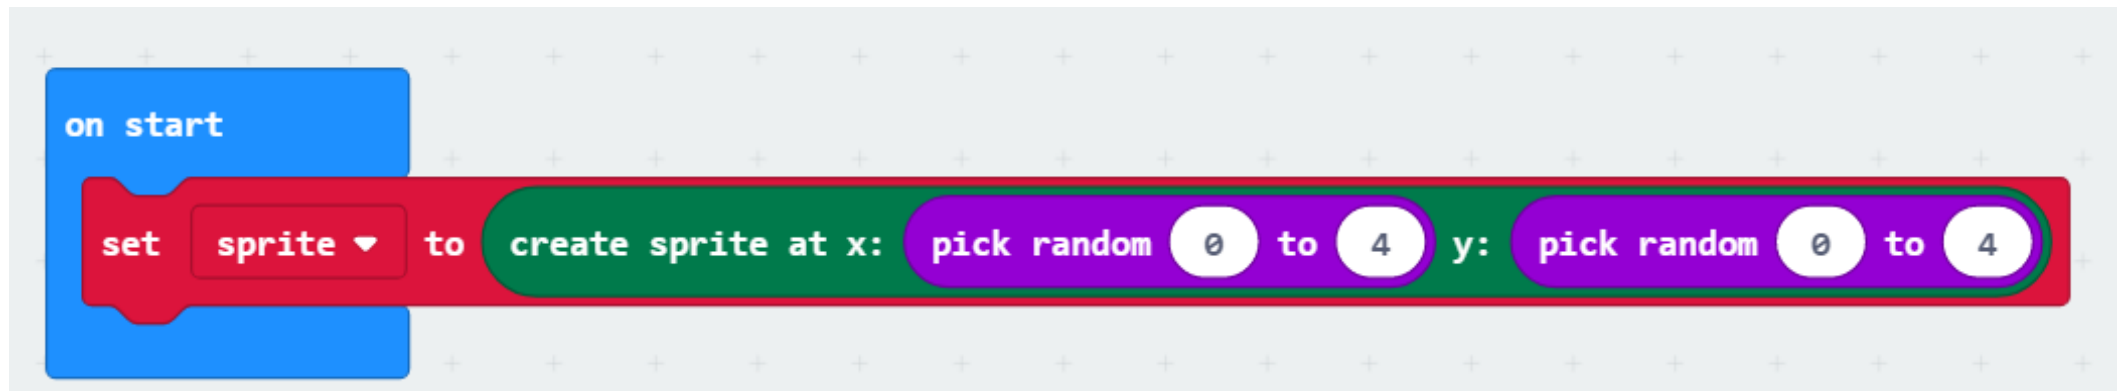 on start
set sprite to create sprite at x: pick random 0 to 4 y: pick random 0 to 4